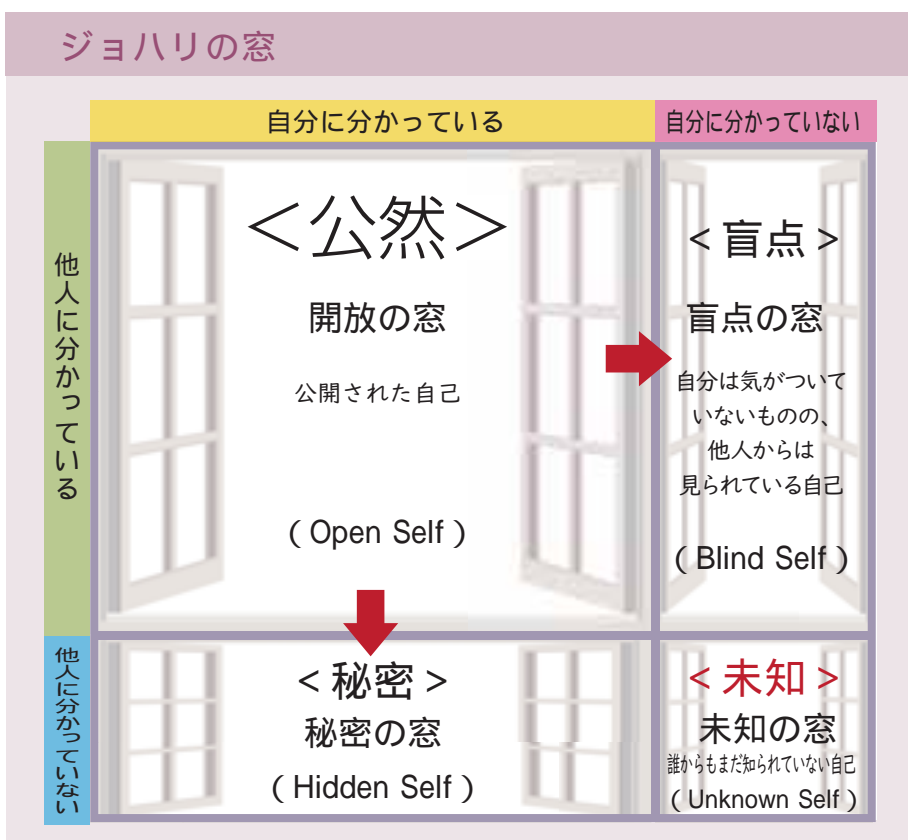 ジョハリの窓
自分に分かっている
自分に分かっていない
他人に分かっている
＜公然＞
開放の窓
公開された自己
( Open Self )
＜盲点＞
盲点の窓
自分は気がついて
いないものの、
他人からは
見られている自己
( Blind Self )
他人に分かっていない
＜秘密＞
秘密の窓
( Hidden Self )
＜未知＞
未知の窓
誰からもまだ知られていない自己
( Unknown Self )